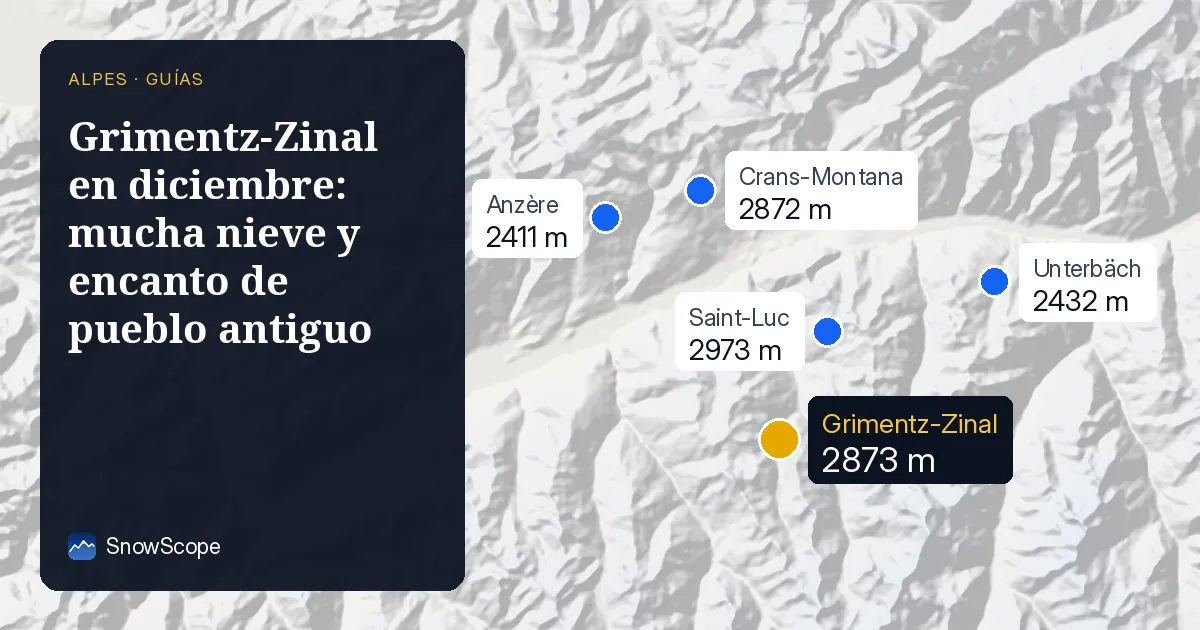 ALPES · GUÍAS
Grimentz-Zinal
en diciembre:
mucha nieve y
encanto de
pueblo antiguo
SnowScope
Anzère
2411 m
Crans-Montana
2872 m
Unterbäch
2432 m
Saint-Luc
2973 m
Grimentz-Zinal
2873 m